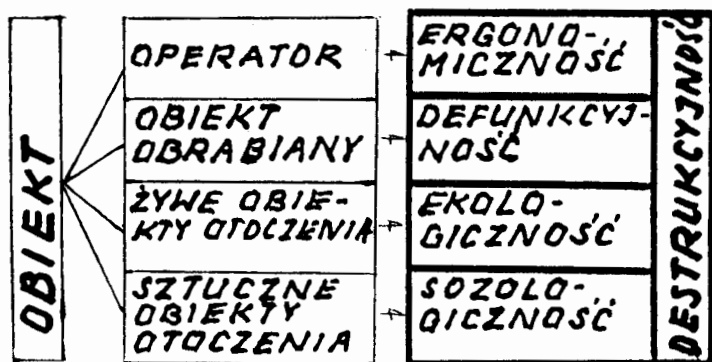 OBIEKT
OPERATOR
ERGONO-
MICZNOŚĆ
OBIEKT
OBRABIANY
DEFUNKCYJ-
NOŚĆ
ŻYWE OBIE-
KTY OTOCZENIA
EKOLO-
GICZNOŚĆ
SZTUCZNE
OBIEKTY
OTOCZENIA
SOZOLO-
GICZNOŚĆ
DESTRUKCYJNOŚĆ